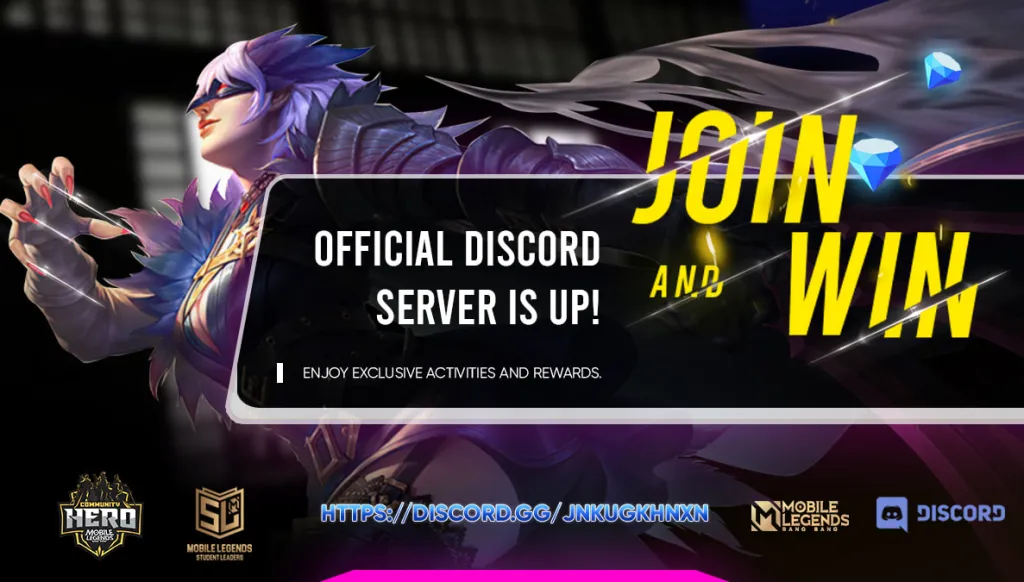 JOIN
AND
WIN
OFFICIAL DISCORD
SERVER IS UP!
ENJOY EXCLUSIVE ACTIVITIES AND REWARDS.
COMMUNITY
HERO
MOBILE
LEGENDS
SL
MOBILE LEGENDS
STUDENT LEADERS
HTTPS://DISCORD.GG/JNKUGKHNXN
MOBILE
LEGENDS
BANG BANG
DISCORD